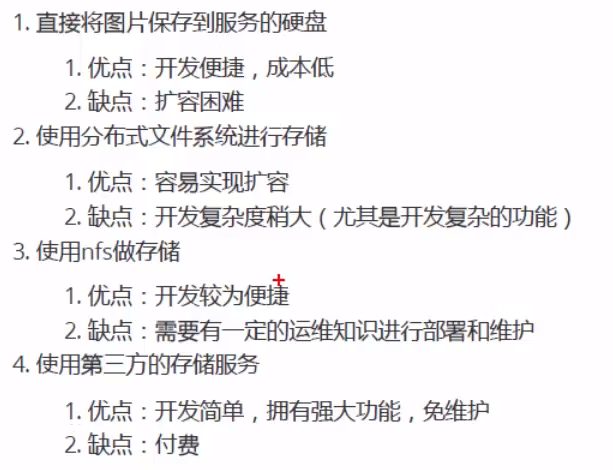 1. 直接将图片保存到服务的硬盘
1. 优点：开发便捷，成本低
2. 缺点：扩容困难
2. 使用分布式文件系统进行存储
1. 优点：容易实现扩容
2. 缺点：开发复杂度稍大（尤其是开发复杂的功能）
3. 使用nfs做存储
1. 优点：开发较为便捷
2. 缺点：需要有一定的运维知识进行部署和维护
4. 使用第三方的存储服务
1. 优点：开发简单，拥有强大功能，免维护
2. 缺点：付费